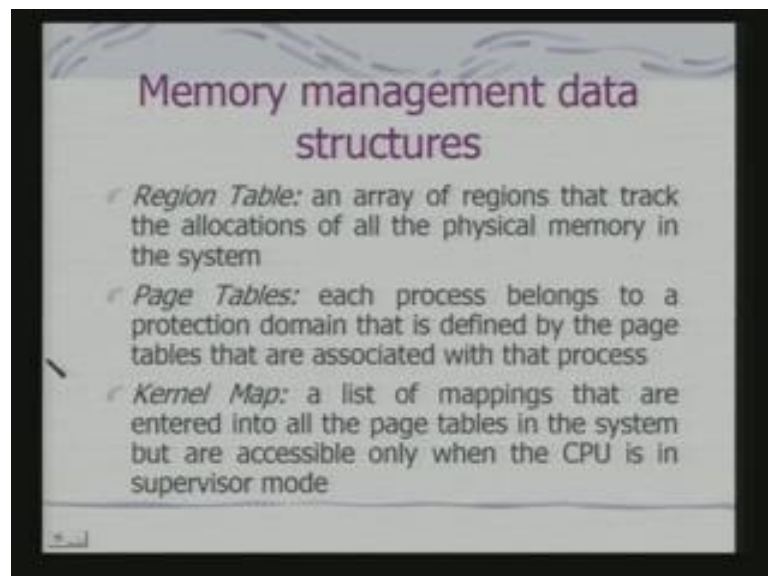 Memory management data
structures
Region Table: an array of regions that track
the allocations of all the physical memory in
the system
Page Tables: each process belongs to a
protection domain that is defined by the page
tables that are associated with that process
Kernel Map: a list of mappings that are
entered into all the page tables in the system
but are accessible only when the CPU is in
supervisor mode